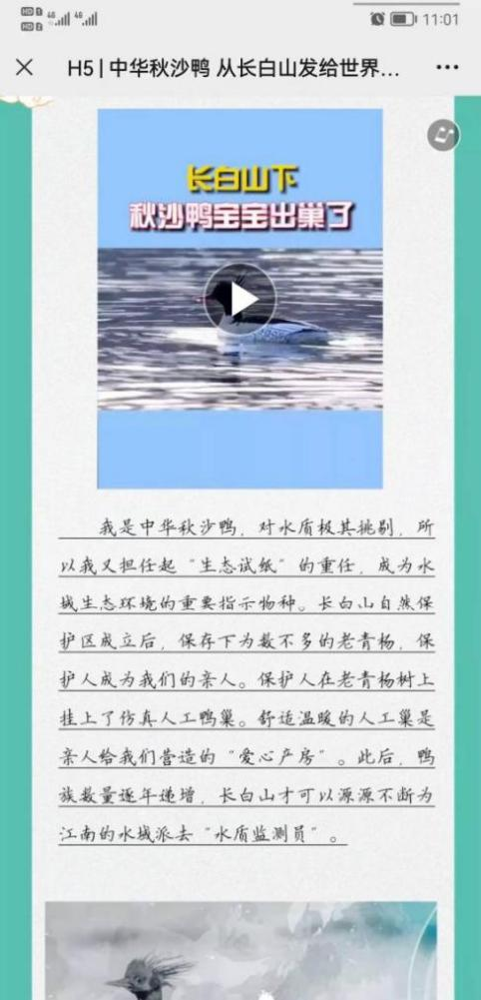 HD 1 4G 4G 11:01
HD 2
H5 | 中华秋沙鸭 从长白山发给世界...
长白山下
秋沙鸭宝宝出巢了
我是中华秋沙鸭，对水质极其挑剔，所
以我又担任起“生态试纸”的重任，成为水
域生态环境的重要指示物种。长白山自然保
护区成立后，保存下为数不多的老青杨，保
护人成为我们的亲人。保护人在老青杨树上
挂上了仿真人工鸭巢。舒适温暖的人工巢是
亲人给我们营造的“爱心产房”。此后，鸭
族数量逐年递增，长白山才可以源源不断为
江南的水域派去“水质监测员”。